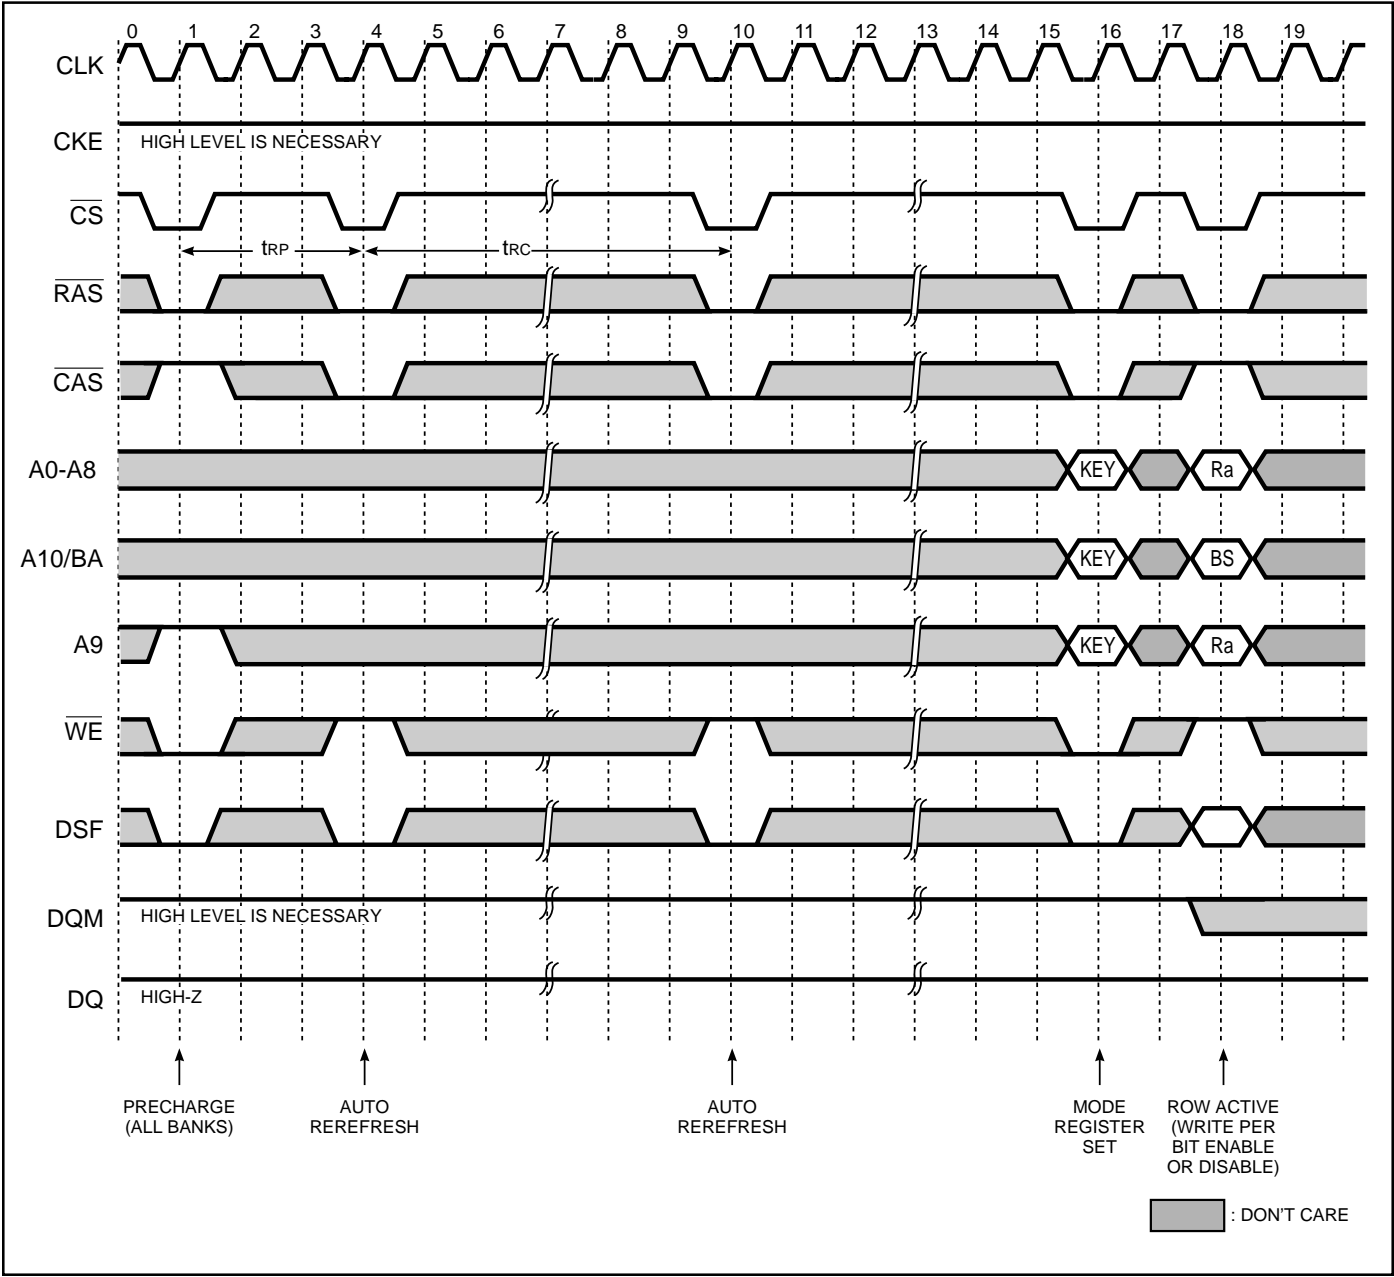 0 1 2 3 4 5 6 7 8 9 10 11 12 13 14 15 16 17 18 19
CLK
CKE HIGH LEVEL IS NECESSARY
CS
tRP tRC
RAS
CAS
A0-A8 KEY Ra
A10/BA KEY BS
A9 KEY Ra
WE
DSF
DQM HIGH LEVEL IS NECESSARY
DQ HIGH-Z
PRECHARGE
(ALL BANKS)
AUTO
REREFRESH
AUTO
REREFRESH
MODE
REGISTER
SET
ROW ACTIVE
(WRITE PER
BIT ENABLE
OR DISABLE)
: DON'T CARE